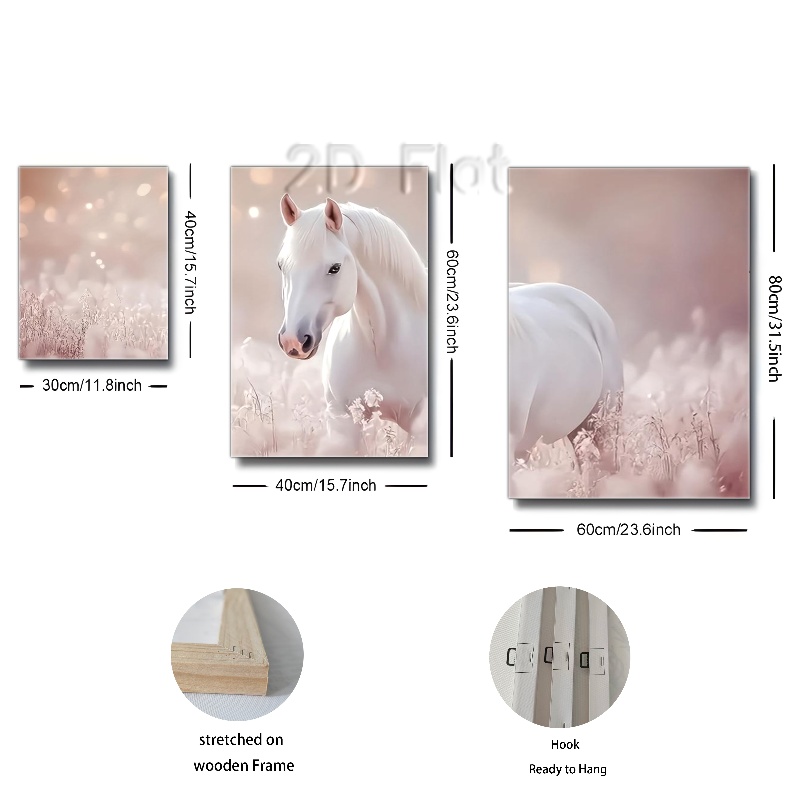 2D Flat
40cm/15.7inch
30cm/11.8inch
60cm/23.6inch
40cm/15.7inch
80cm/31.5inch
60cm/23.6inch
stretched on
wooden Frame
Hook
Ready to Hang